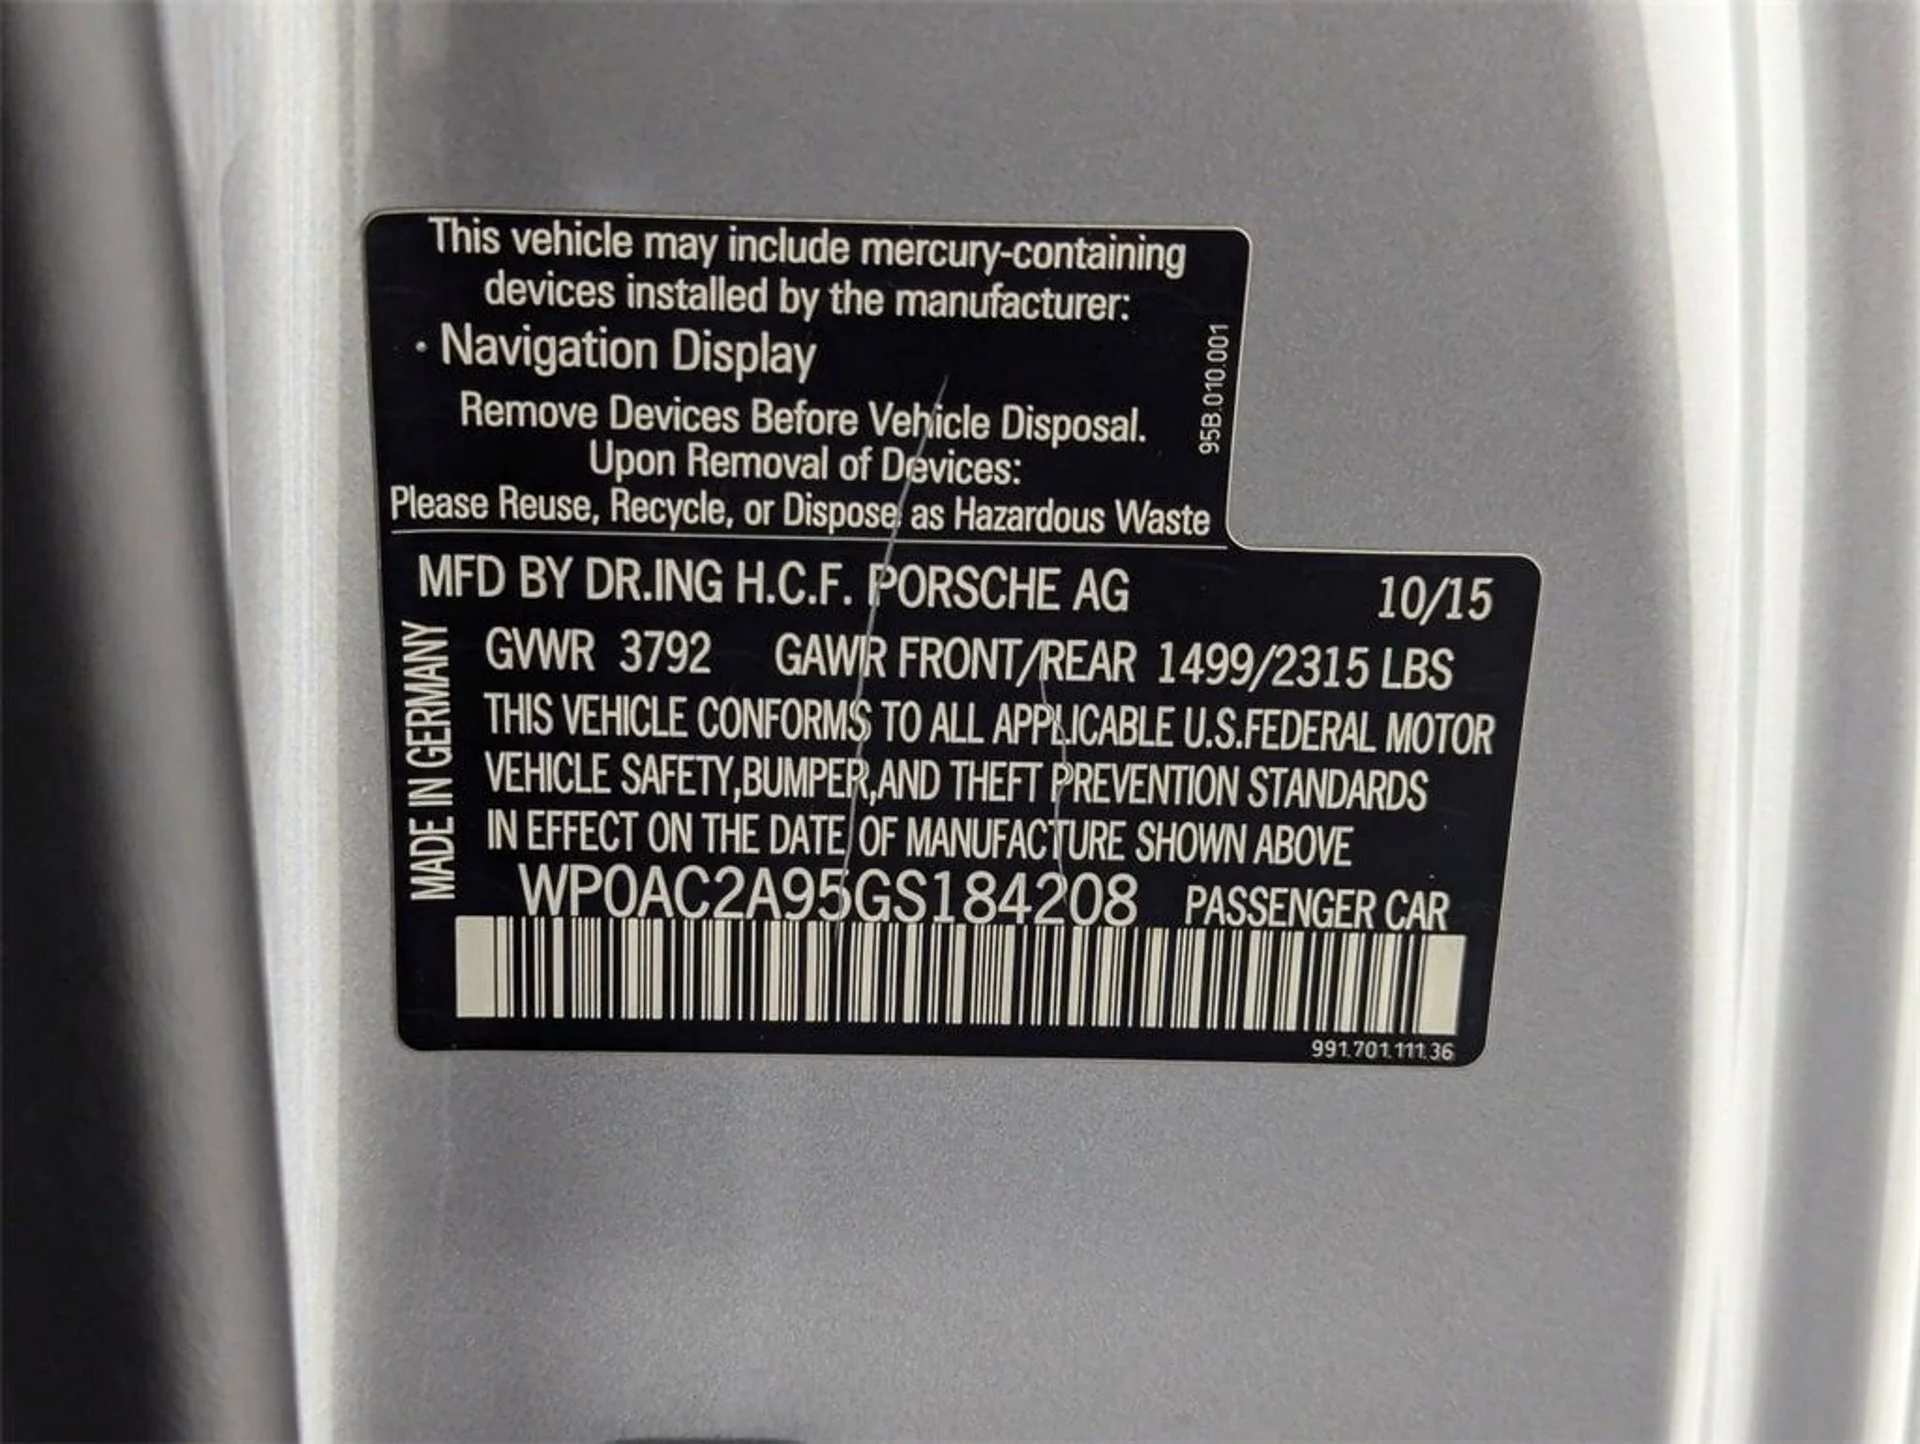 This vehicle may include mercury-containing
devices installed by the manufacturer:
· Navigation Display
Remove Devices Before Vehicle Disposal.
Upon Removal of Devices:
Please Reuse, Recycle, or Dispose as Hazardous Waste
95B.010.001
MFD BY DR.ING H.C.F. PORSCHE AG 10/15
GVWR 3792 GAWR FRONT/REAR 1499/2315 LBS
THIS VEHICLE CONFORMS TO ALL APPLICABLE U.S.FEDERAL MOTOR
VEHICLE SAFETY,BUMPER,AND THEFT PREVENTION STANDARDS
IN EFFECT ON THE DATE OF MANUFACTURE SHOWN ABOVE
MADE IN GERMANY
WP0AC2A95GS184208 PASSENGER CAR
991.701.111.36